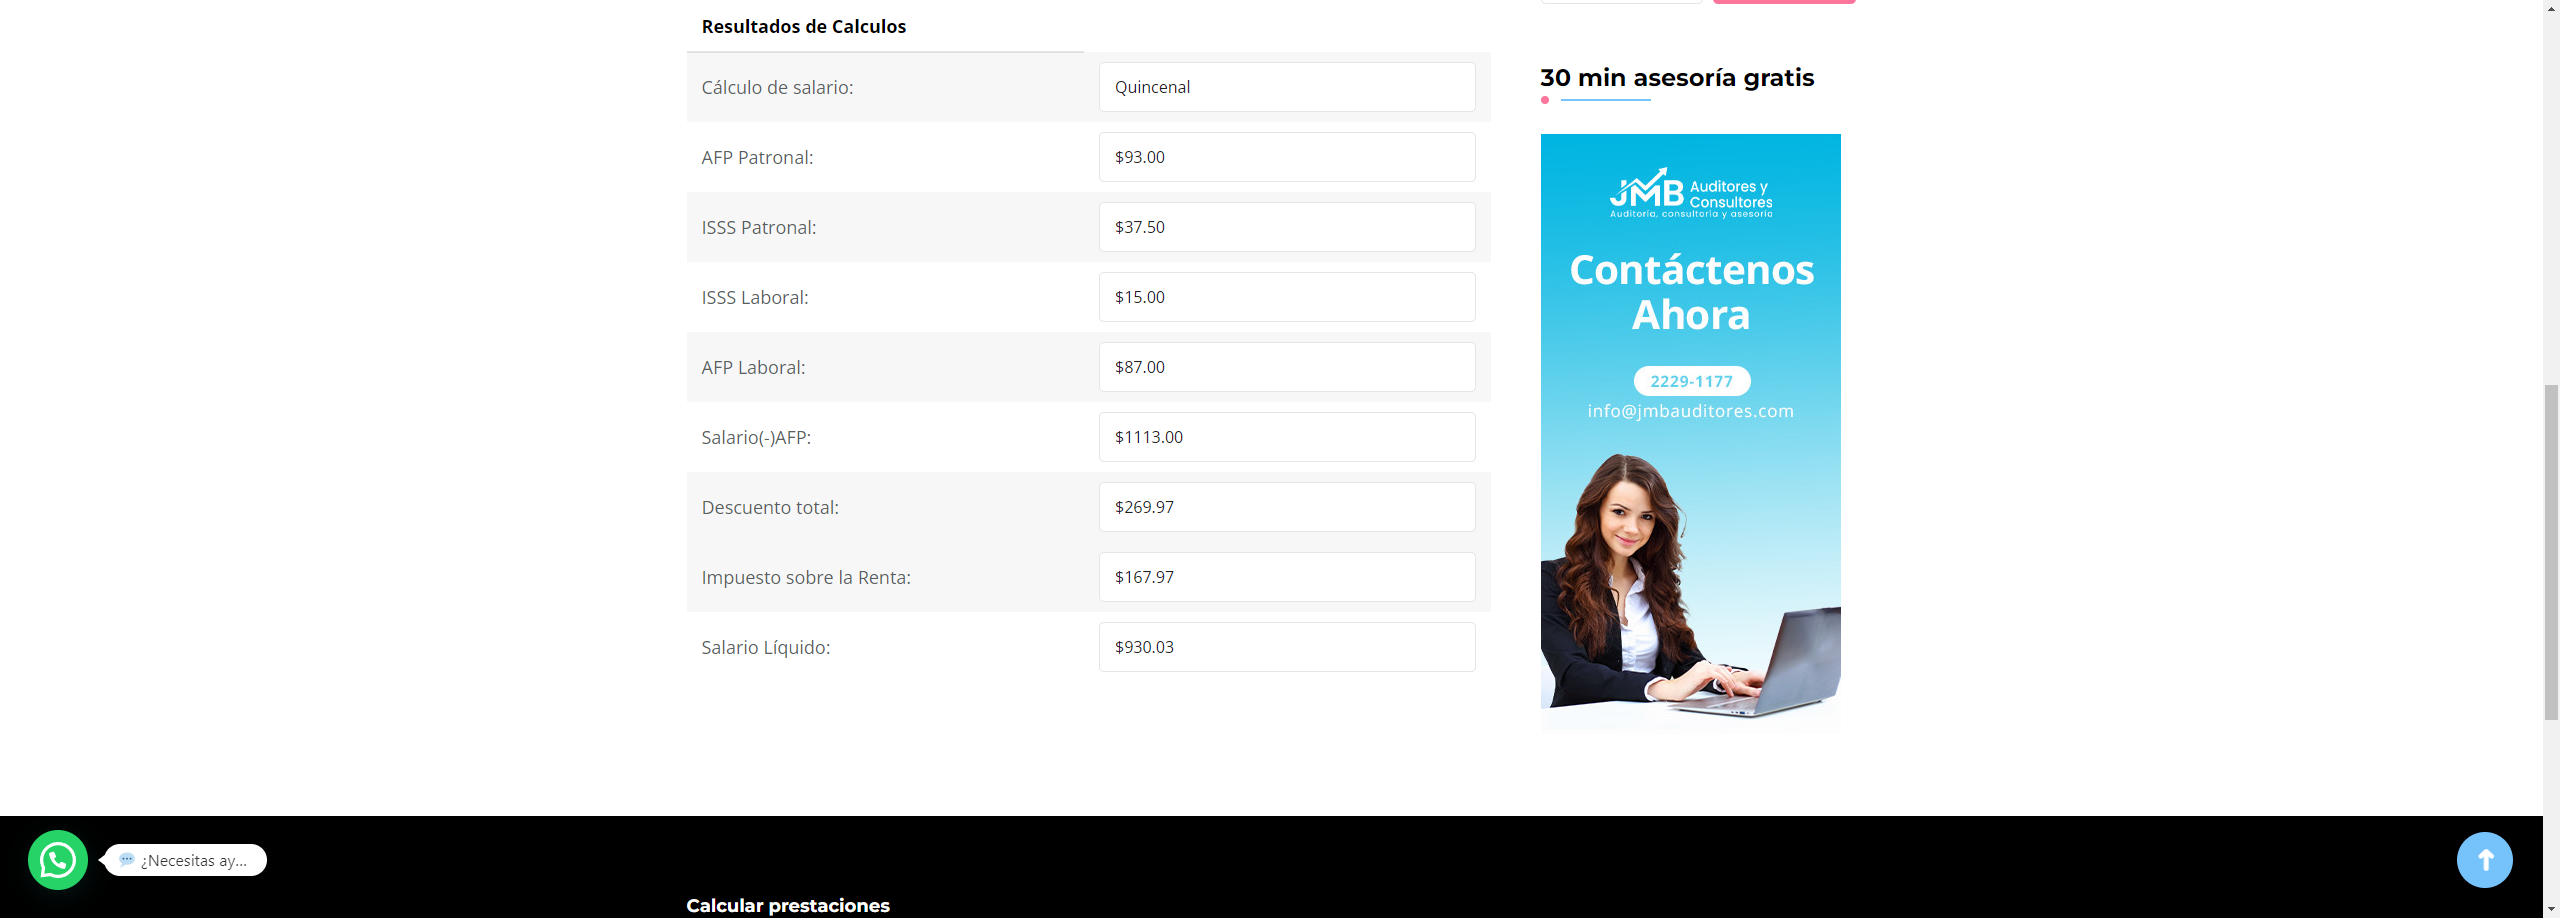 Resultados de Calculos
Cálculo de salario:
Quincenal
AFP Patronal:
$93.00
ISSS Patronal:
$37.50
ISSS Laboral:
$15.00
AFP Laboral:
$87.00
Salario(-)AFP:
$1113.00
Descuento total:
$269.97
Impuesto sobre la Renta:
$167.97
Salario Líquido:
$930.03
30 min asesoría gratis
JMB Auditores y
Consultores
Auditoría, consultoría y asesoría
Contáctenos
Ahora
2229-1177
info@jmbauditores.com
¿Necesitas ay...
Calcular prestaciones